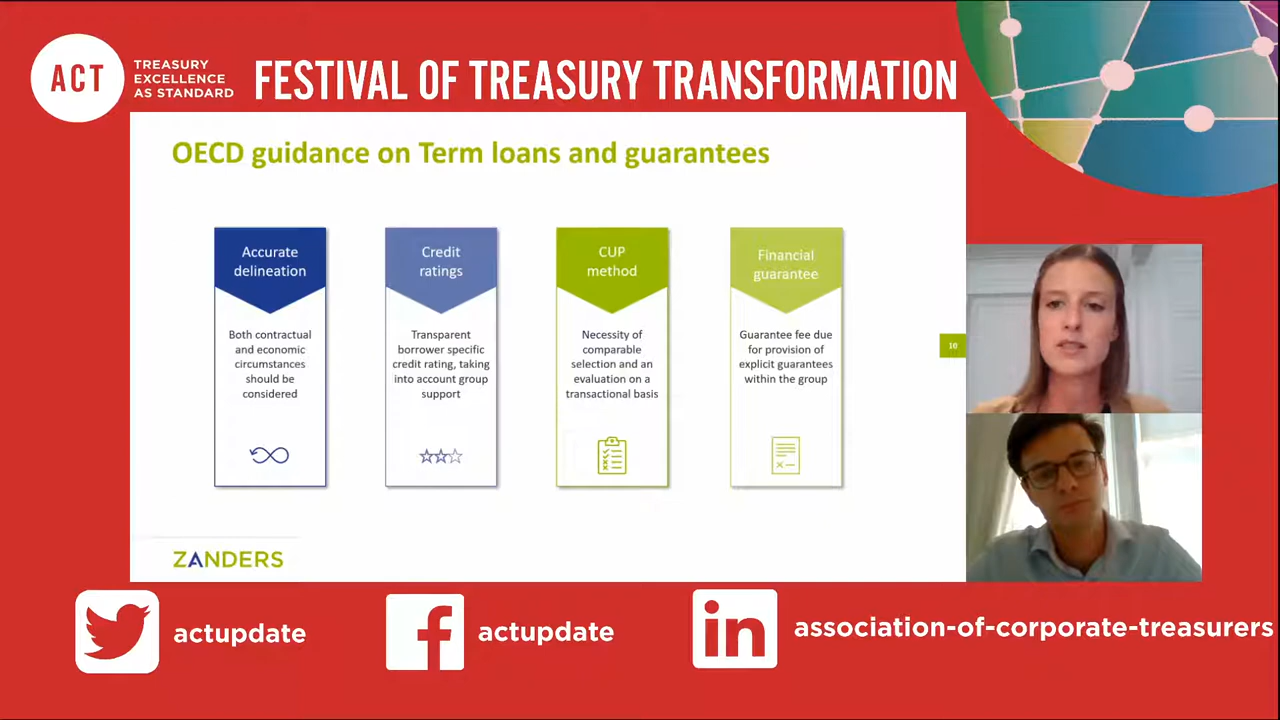 ACT
TREASURY
EXCELLENCE
AS STANDARD
FESTIVAL OF TREASURY TRANSFORMATION
OECD guidance on Term loans and guarantees
Accurate
delineation
Both contractual
and economic
circumstances
should be
considered
Credit
ratings
Transparent
borrower specific
credit rating, taking
into account group
support
CUP
method
Necessity of
comparable
selection and an
evaluation on a
transactional basis
Financial
guarantee
Guarantee fee due
for provision of
explicit guarantees
within the group
10
ZANDERS
actupdate
actupdate
in
association-of-corporate-treasurers